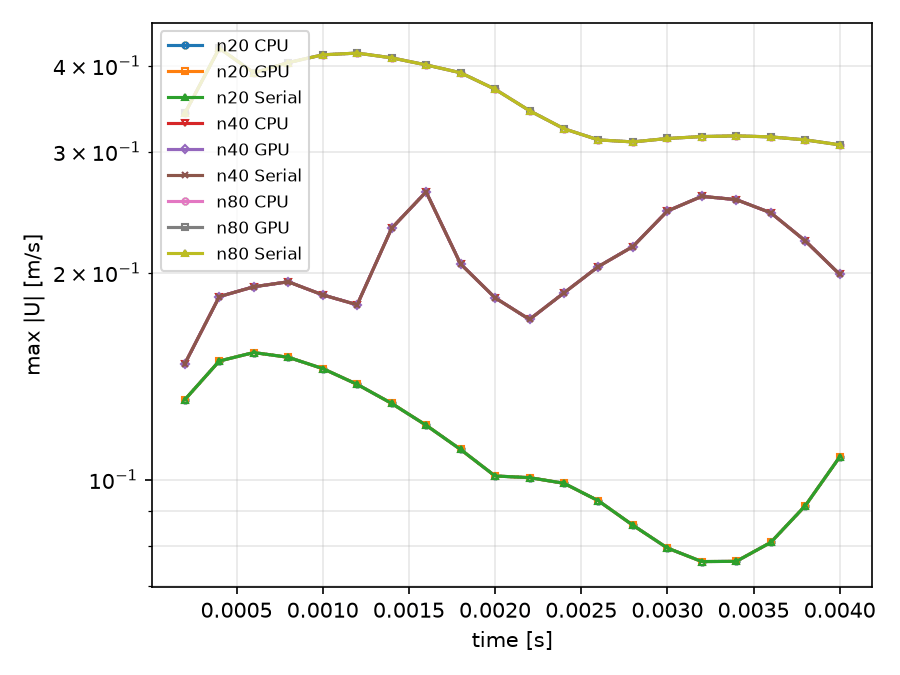 n20 CPU
n20 GPU
n20 Serial
n40 CPU
n40 GPU
n40 Serial
n80 CPU
n80 GPU
n80 Serial
4 × 10⁻¹
3 × 10⁻¹
2 × 10⁻¹
10⁻¹
max |U| [m/s]
0.0005 0.0010 0.0015 0.0020 0.0025 0.0030 0.0035 0.0040
time [s]